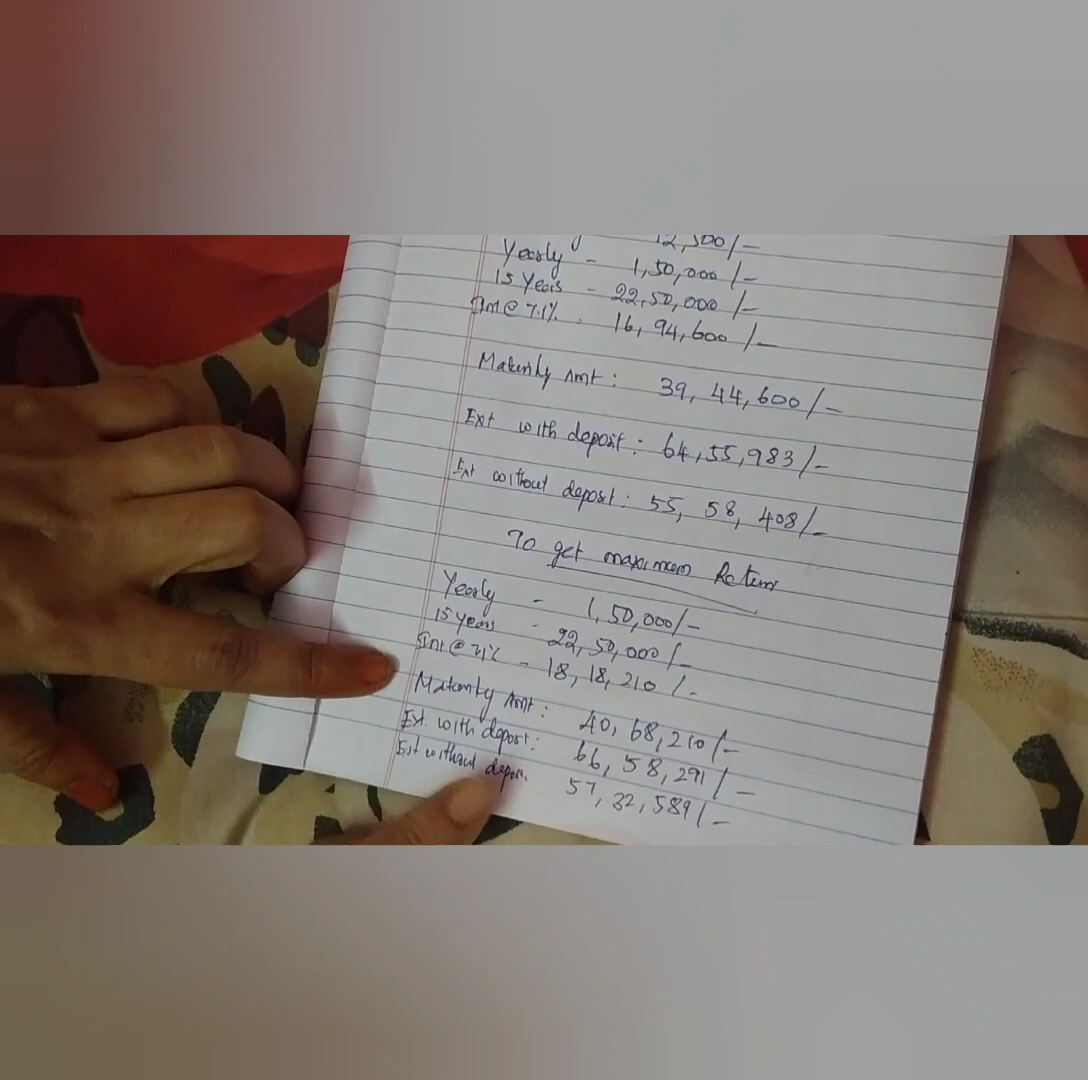 12,500/-
Yearly - 1,50,000/-
15 Years - 22,50,000/-
Int@ 7.1% - 16,94,600/-
Maturity Amt: 39,44,600/-
Ext with deposit: 64,55,983/-
Ext without deposit: 55,58,408/-
To get maximum Return
Yearly - 1,50,000/-
15 years - 22,50,000/-
Int@ 7.1% - 18,18,210/-
Maturity Amt: 40,68,210/-
Ext. with deposit: 66,58,291/-
Ext without 57,32,589/-